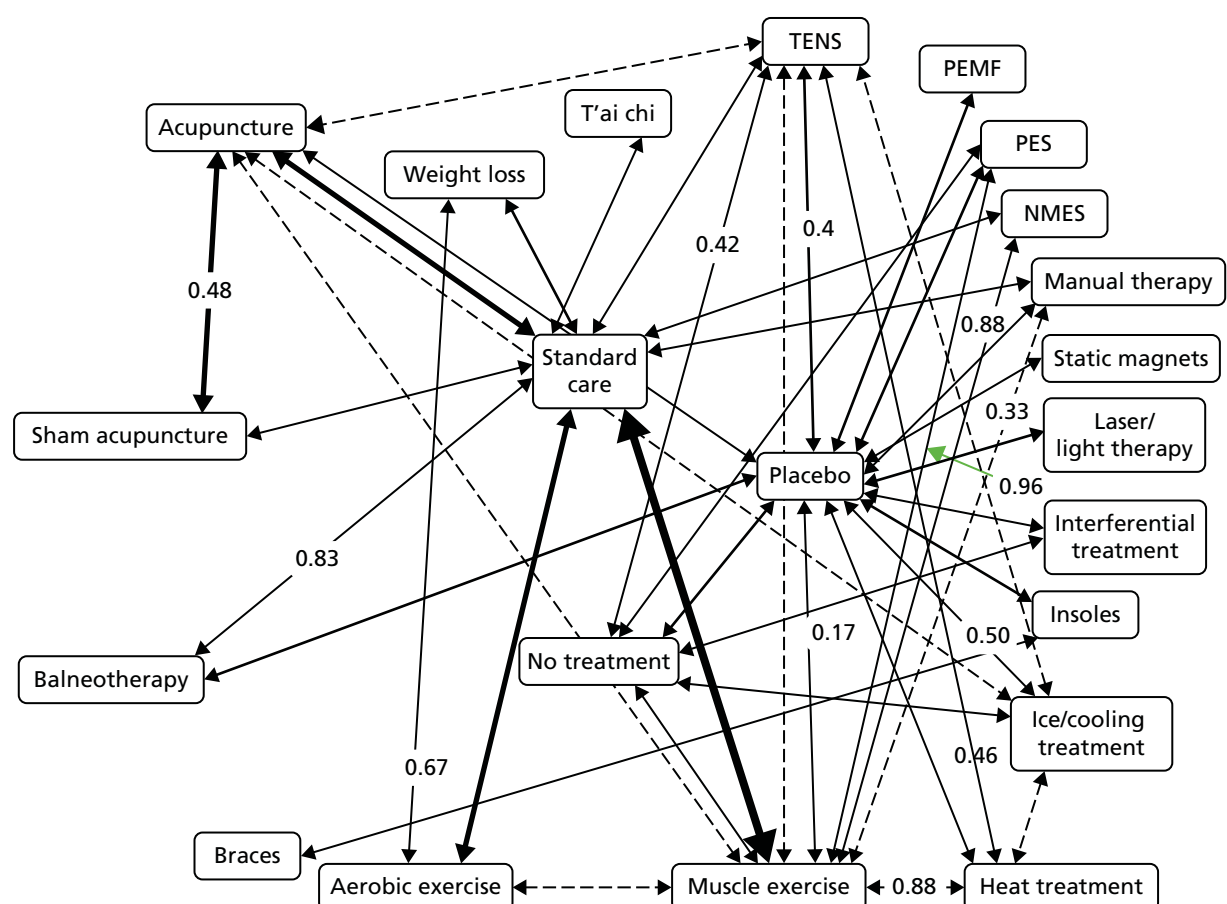 TENS
PEMF
T'ai chi
Acupuncture
PES
Weight loss
NMES
0.42
0.4
Manual therapy
0.48
0.88
Standard
care
Static magnets
0.33
Laser/
light therapy
Sham acupuncture
Placebo
0.96
Interferential
treatment
0.83
Insoles
0.17
0.50
No treatment
Balneotherapy
Ice/cooling
treatment
0.46
0.67
Braces
Aerobic exercise
Muscle exercise
0.88
Heat treatment